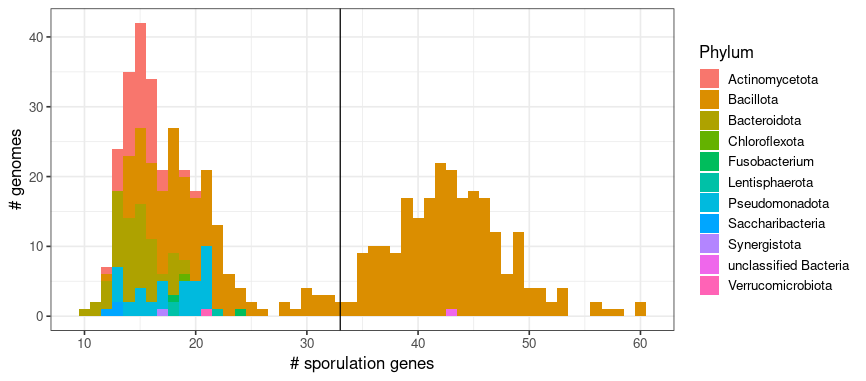 # genomes
40
30
20
10
0
10 20 30 40 50 60
# sporulation genes
Phylum
Actinomycetota
Bacillota
Bacteroidota
Chloroflexota
Fusobacterium
Lentisphaerota
Pseudomonadota
Saccharibacteria
Synergistota
unclassified Bacteria
Verrucomicrobiota